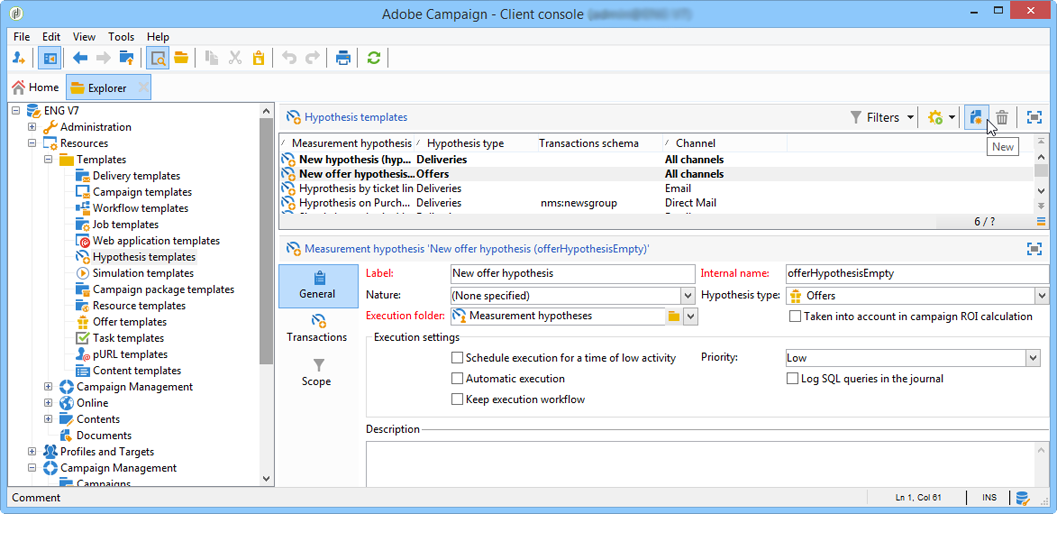 Adobe Campaign - Client console
File Edit View Tools Help
Home Explorer
ENG V7
Administration
Resources
Templates
Delivery templates
Campaign templates
Workflow templates
Job templates
Web application templates
Hypothesis templates
Simulation templates
Campaign package templates
Resource templates
Offer templates
Task templates
pURL templates
Content templates
Campaign Management
Online
Contents
Documents
Profiles and Targets
Campaign Management
Campaigns
Hypothesis templates Filters
New
Measurement hypothesis Hypothesis type Transactions schema Channel
New hypothesis (hyp... Deliveries All channels
New offer hypothesis... Offers All channels
Hyprothesis by ticket lin Deliveries Email
Hyprothesis on Purch... Deliveries nms:newsgroup Direct Mail
6 / ?
Measurement hypothesis 'New offer hypothesis (offerHypothesisEmpty)'
General
Transactions
Scope
Label: New offer hypothesis Internal name: offerHypothesisEmpty
Nature: (None specified) Hypothesis type: Offers
Execution folder: Measurement hypotheses Taken into account in campaign ROI calculation
Execution settings
Schedule execution for a time of low activity Priority: Low
Automatic execution Log SQL queries in the journal
Keep execution workflow
Description
Comment Ln 1, Col 61 INS